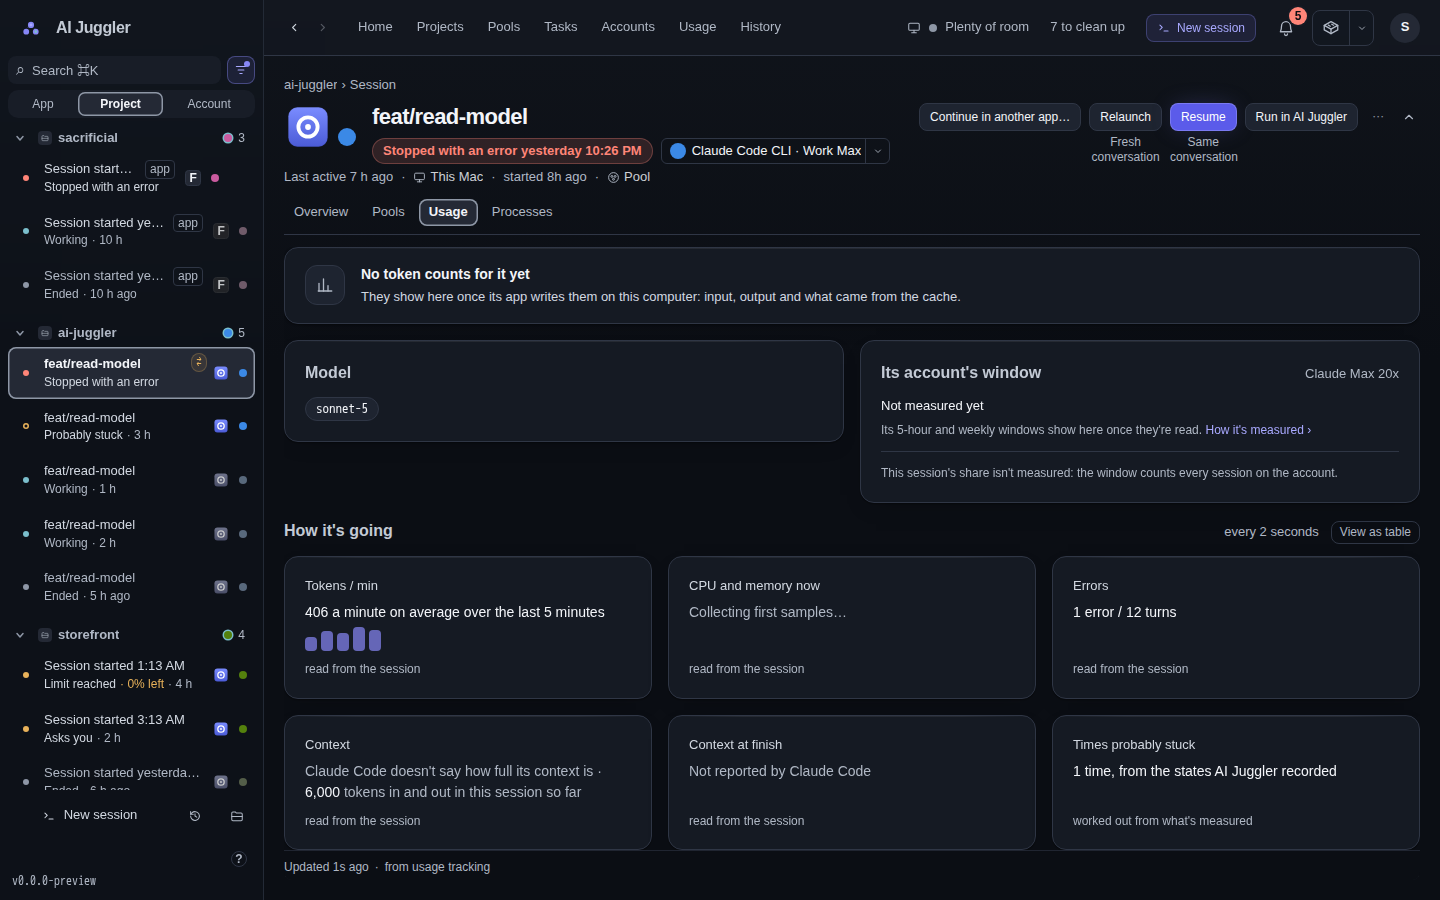 AI Juggler
Search ⌘K
App Project Account
sacrificial 3
Session start… app F
Stopped with an error
Session started ye… app F
Working · 10 h
Session started ye… app F
Ended · 10 h ago
ai-juggler 5
feat/read-model
Stopped with an error
feat/read-model
Probably stuck · 3 h
feat/read-model
Working · 1 h
feat/read-model
Working · 2 h
feat/read-model
Ended · 5 h ago
storefront 4
Session started 1:13 AM
Limit reached · 0% left · 4 h
Session started 3:13 AM
Asks you · 2 h
Session started yesterda…
Ended · 6 h ago
New session
?
v0.0.0-preview
Home Projects Pools Tasks Accounts Usage History
Plenty of room 7 to clean up New session 5 S
ai-juggler › Session
feat/read-model
Stopped with an error yesterday 10:26 PM Claude Code CLI · Work Max
Continue in another app… Relaunch Resume Run in AI Juggler ···
Fresh conversation
Same conversation
Last active 7 h ago · This Mac · started 8h ago · Pool
Overview Pools Usage Processes
No token counts for it yet
They show here once its app writes them on this computer: input, output and what came from the cache.
Model
sonnet-5
Its account's window Claude Max 20x
Not measured yet
Its 5-hour and weekly windows show here once they're read. How it's measured ›
This session's share isn't measured: the window counts every session on the account.
How it's going every 2 seconds View as table
Tokens / min
406 a minute on average over the last 5 minutes
read from the session
CPU and memory now
Collecting first samples…
read from the session
Errors
1 error / 12 turns
read from the session
Context
Claude Code doesn't say how full its context is ·
6,000 tokens in and out in this session so far
read from the session
Context at finish
Not reported by Claude Code
read from the session
Times probably stuck
1 time, from the states AI Juggler recorded
worked out from what's measured
Updated 1s ago · from usage tracking